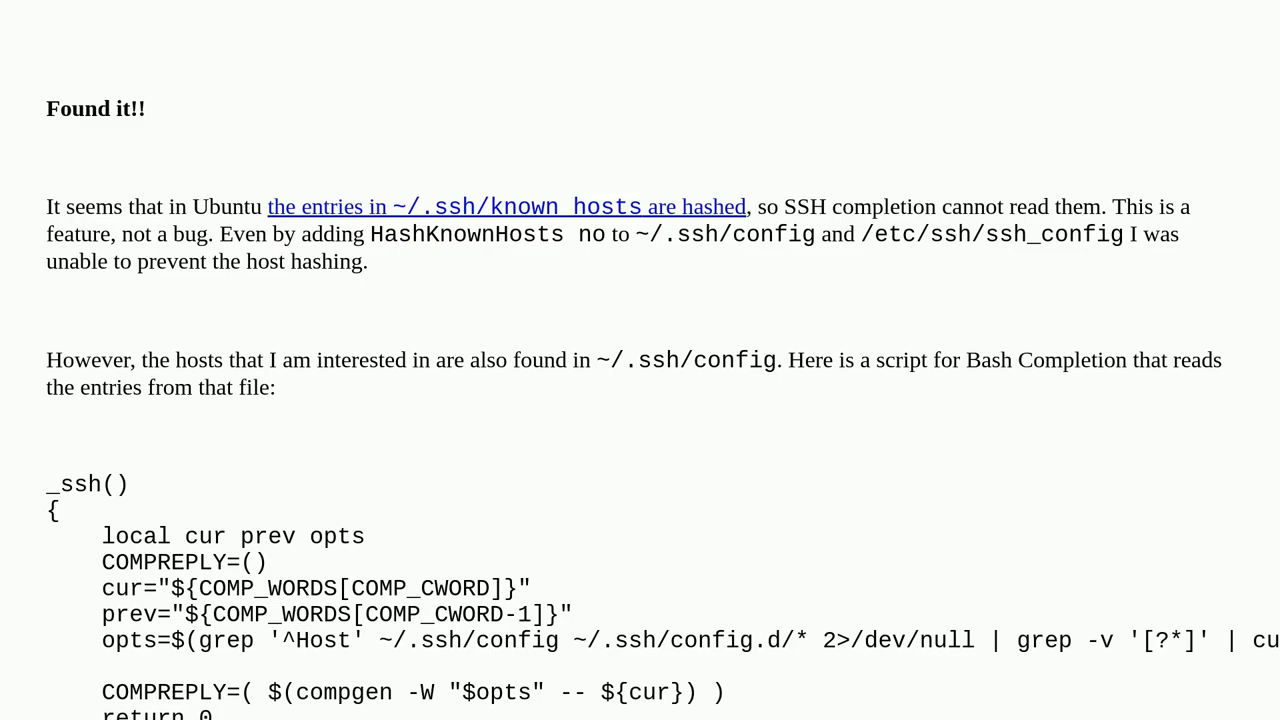 Found it!!
It seems that in Ubuntu the entries in ~/.ssh/known_hosts are hashed, so SSH completion cannot read them. This is a
feature, not a bug. Even by adding HashKnownHosts no to ~/.ssh/config and /etc/ssh/ssh_config I was
unable to prevent the host hashing.
However, the hosts that I am interested in are also found in ~/.ssh/config. Here is a script for Bash Completion that reads
the entries from that file:
_ssh()
{
    local cur prev opts
    COMPREPLY=()
    cur="${COMP_WORDS[COMP_CWORD]}"
    prev="${COMP_WORDS[COMP_CWORD-1]}"
    opts=$(grep '^Host' ~/.ssh/config ~/.ssh/config.d/* 2>/dev/null | grep -v '[?*]' | cu
    COMPREPLY=( $(compgen -W "$opts" -- ${cur}) )
    return 0